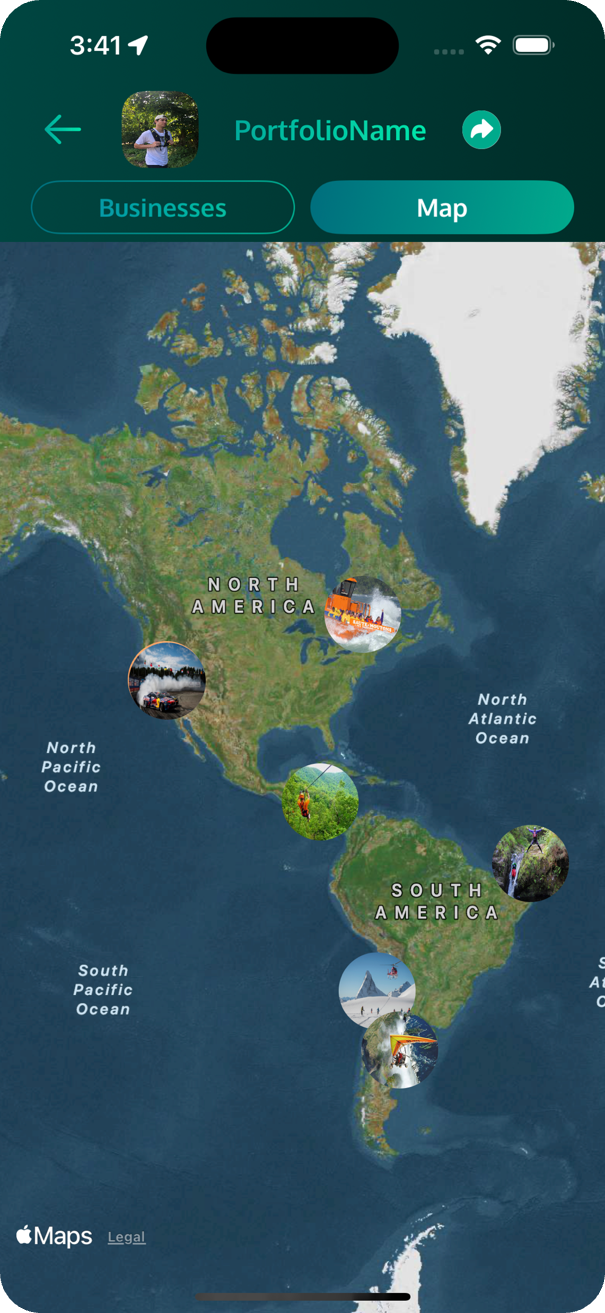 3:41
PortfolioName
Businesses
Map
NORTH
AMERICA
North
Atlantic
Ocean
North
Pacific
Ocean
SOUTH
AMERICA
South
Pacific
Ocean
Maps
Legal